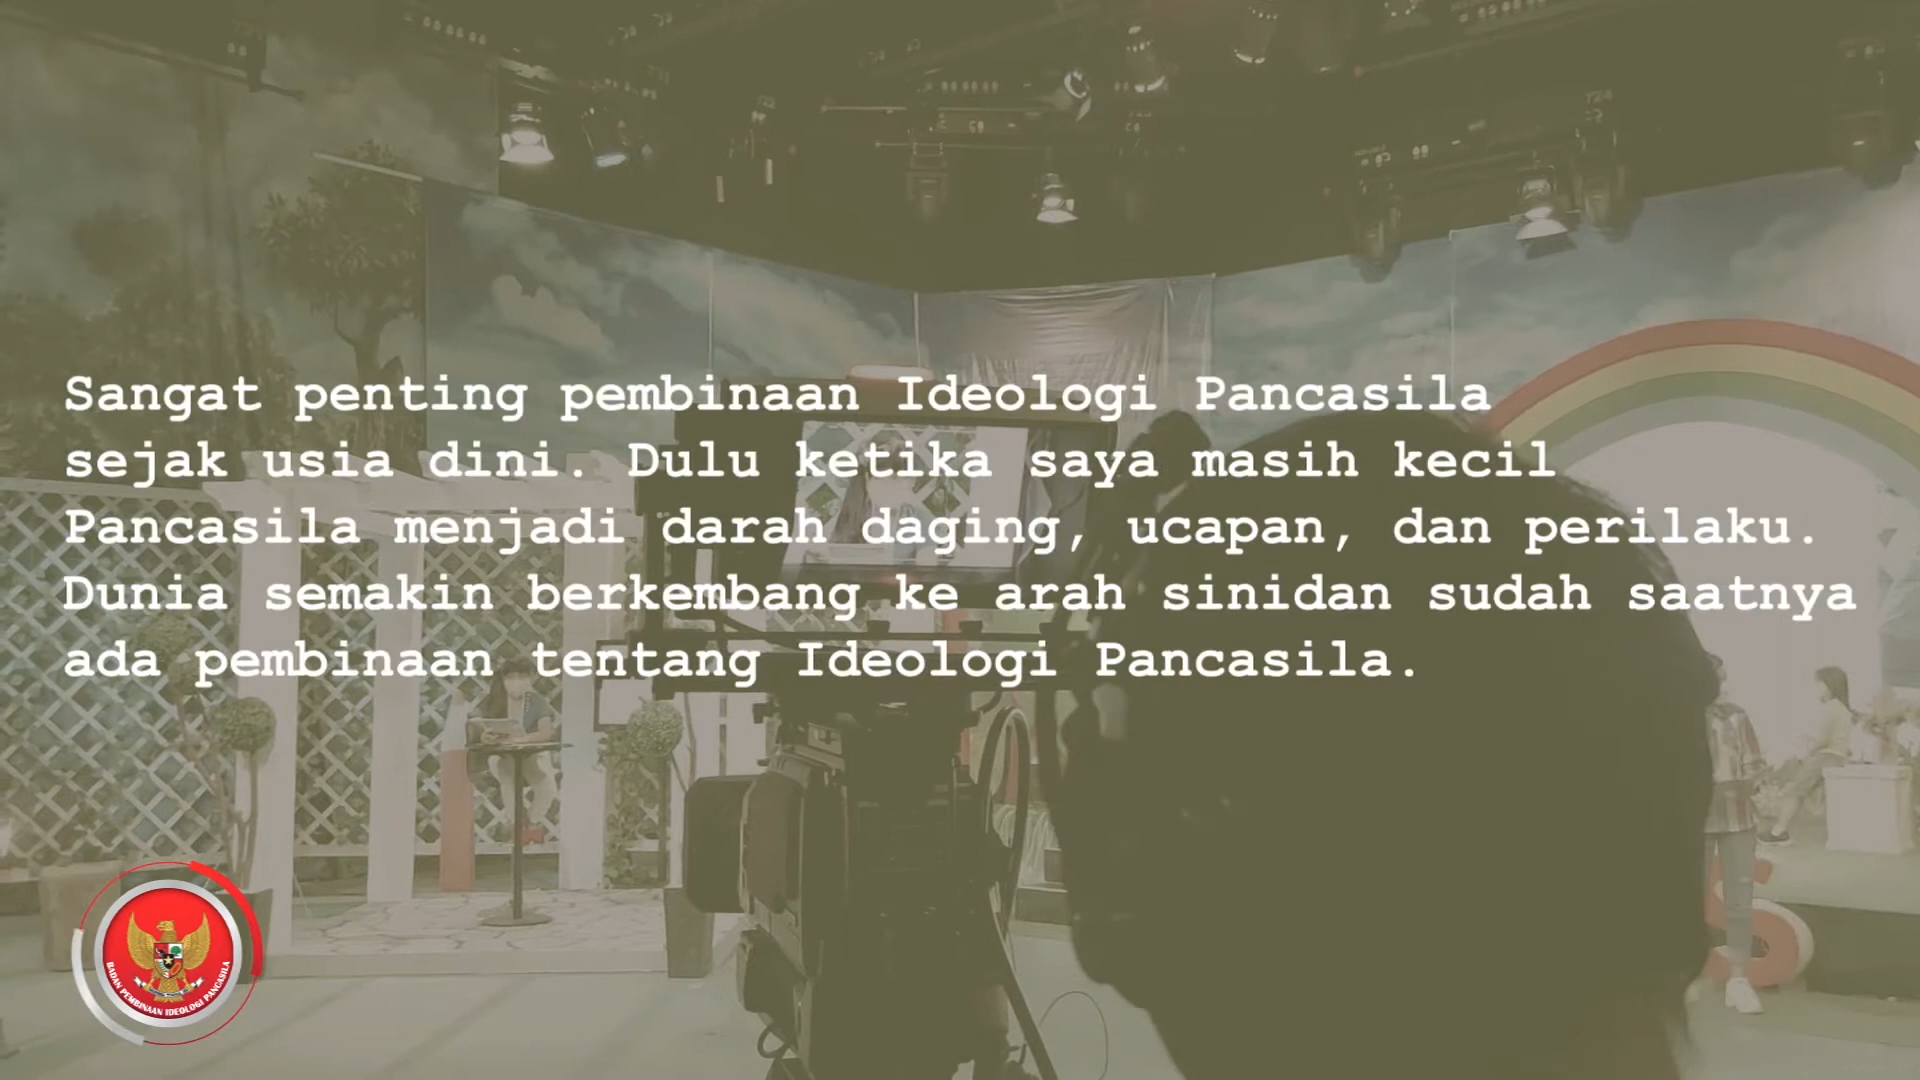 Sangat penting pembinaan Ideologi Pancasila
sejak usia dini. Dulu ketika saya masih kecil
Pancasila menjadi darah daging, ucapan, dan perilaku.
Dunia semakin berkembang ke arah sinidan sudah saatnya
ada pembinaan tentang Ideologi Pancasila.
BADAN PEMBINAAN IDEOLOGI PANCASILA